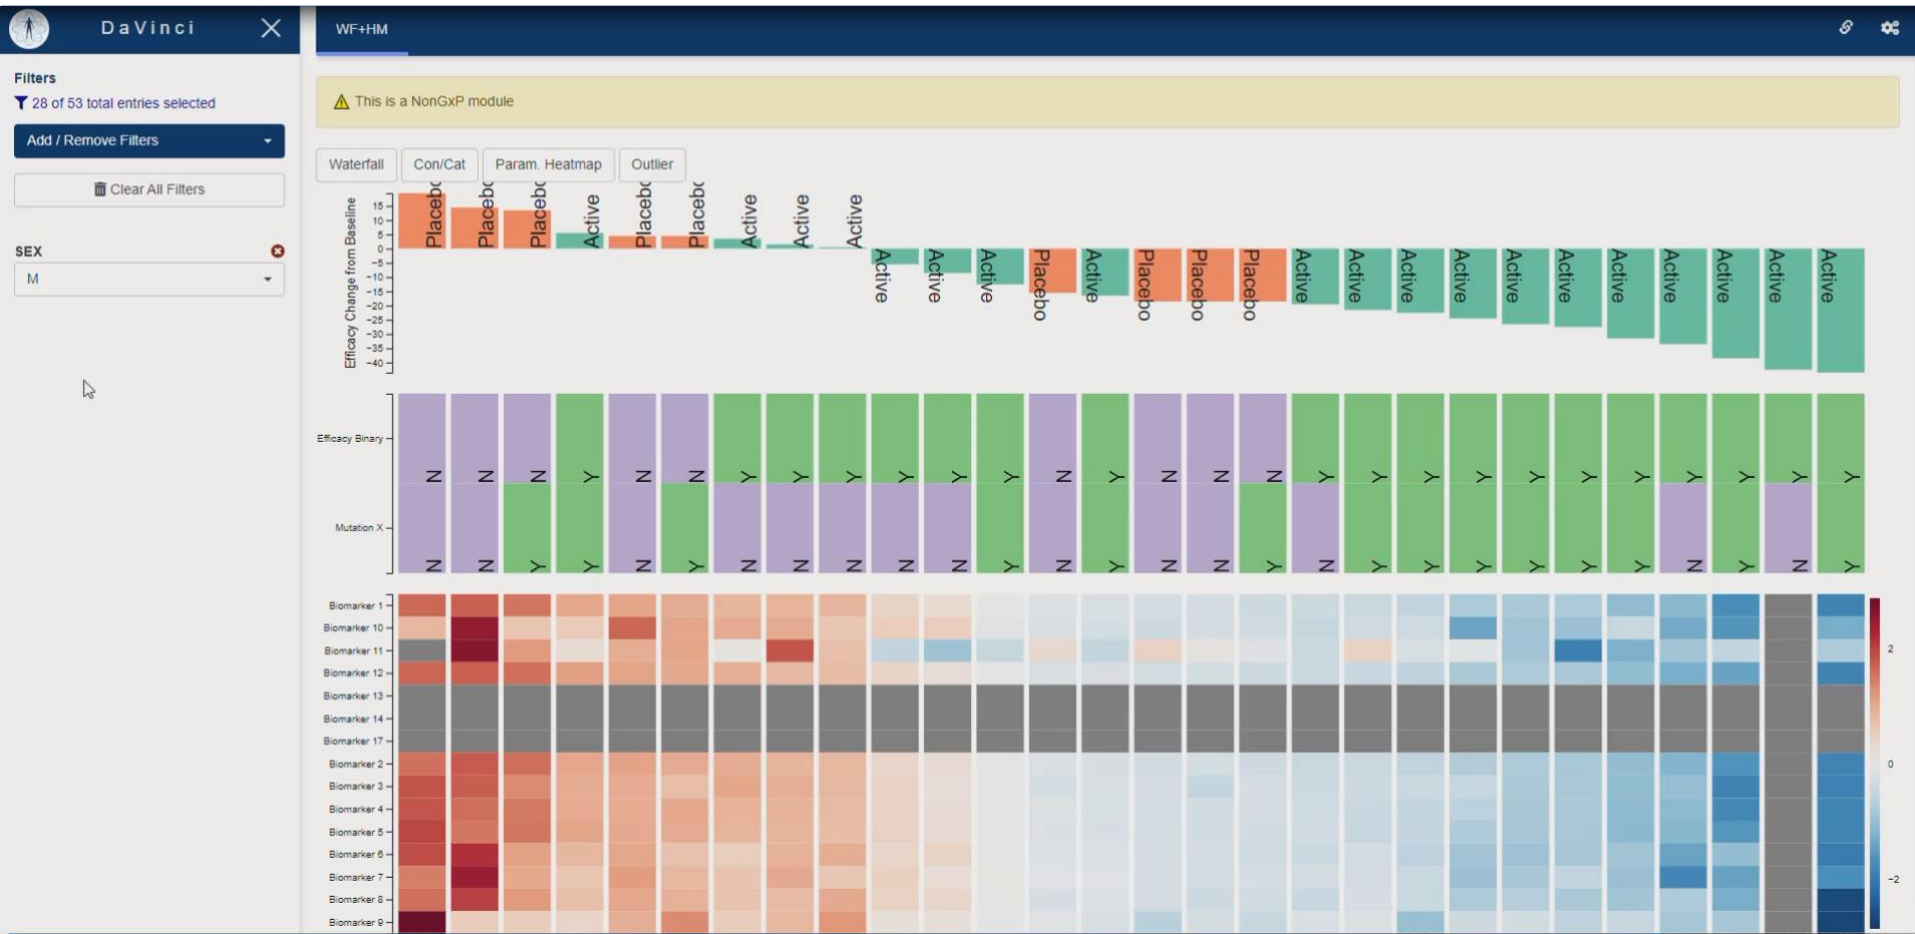 DaVinci
WF+HM
Filters
28 of 53 total entries selected
Add / Remove Filters
Clear All Filters
SEX
M
This is a NonGxP module
Waterfall Con/Cat Param. Heatmap Outlier
Efficacy Change from Baseline
15
10
5
0
-5
-10
-15
-20
-25
-30
-35
-40
Placebo Placebo Placebo Active Placebo Placebo Active Active Active Active Active Active Placebo Active Placebo Placebo Placebo Active Active Active Active Active Active Active Active Active Active Active
Efficacy Binary N N N Y N N Y Y Y Y Y Y N Y N N N Y Y Y Y Y Y Y Y Y Y Y
Mutation X N N Y Y N Y N N N N N Y N Y N N Y N Y Y Y Y Y Y N Y N Y
Biomarker 1
Biomarker 10
Biomarker 11
Biomarker 12
Biomarker 13
Biomarker 14
Biomarker 17
Biomarker 2
Biomarker 3
Biomarker 4
Biomarker 5
Biomarker 6
Biomarker 7
Biomarker 8
Biomarker 9
2
0
-2